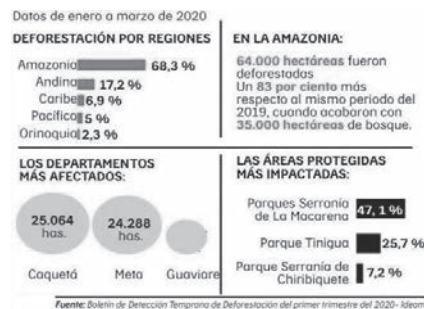 Datos de enero a marzo de 2020
DEFORESTACIÓN POR REGIONES
Amazonia 68,3 %
Andina 17,2 %
Caribe 6,9 %
Pacífico 5 %
Orinoquia 2,3 %
EN LA AMAZONIA:
64.000 hectáreas fueron
deforestadas
Un 83 por ciento más
respecto al mismo periodo del
2019, cuando acabaron con
35.000 hectáreas de bosque.
LOS DEPARTAMENTOS
MÁS AFECTADOS:
25.064
has.
24.288
has.
Caquetá Meta Guaviare
LAS ÁREAS PROTEGIDAS
MÁS IMPACTADAS:
Parques Serranía
de La Macarena 47,1 %
Parque Tinigua 25,7 %
Parque Serranía de
Chiribiquete 7,2 %
Fuente: Boletín de Detección Temprana de Deforestación del primer trimestre del 2020- Ideam